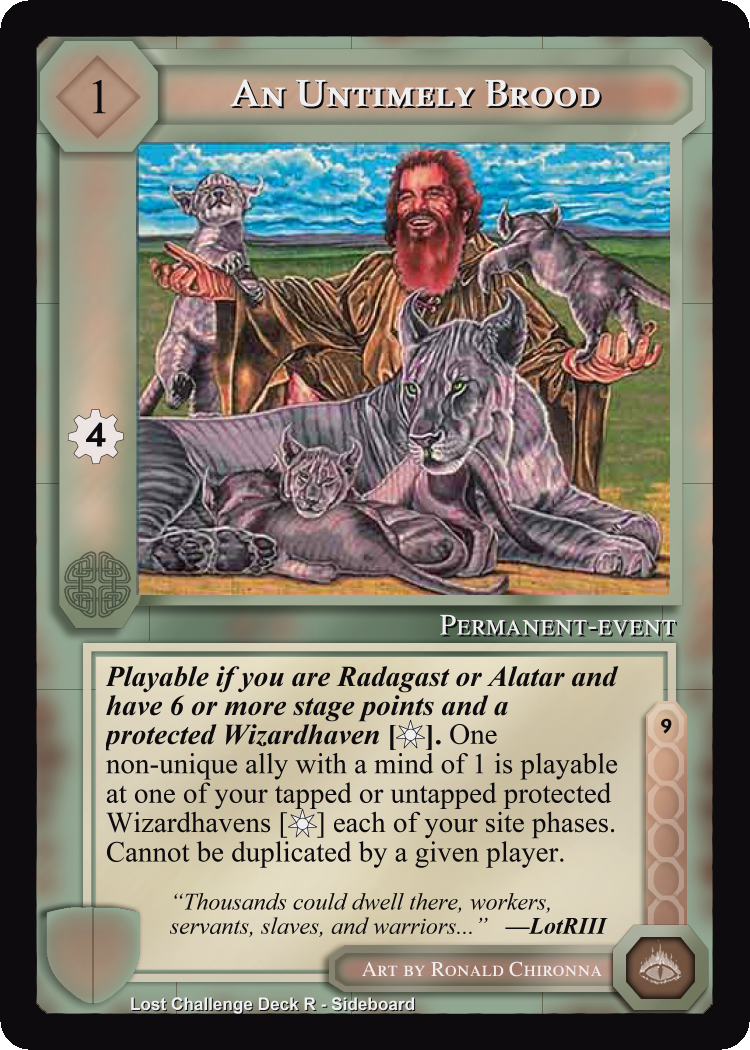 1
An Untimely Brood
4
Permanent-event
Playable if you are Radagast or Alatar and
have 6 or more stage points and a
protected Wizardhaven [ ]. One
non-unique ally with a mind of 1 is playable
at one of your tapped or untapped protected
Wizardhavens [ ] each of your site phases.
Cannot be duplicated by a given player.
9
“Thousands could dwell there, workers,
servants, slaves, and warriors...” —LotRIII
Art by Ronald Chironna
Lost Challenge Deck R - Sideboard